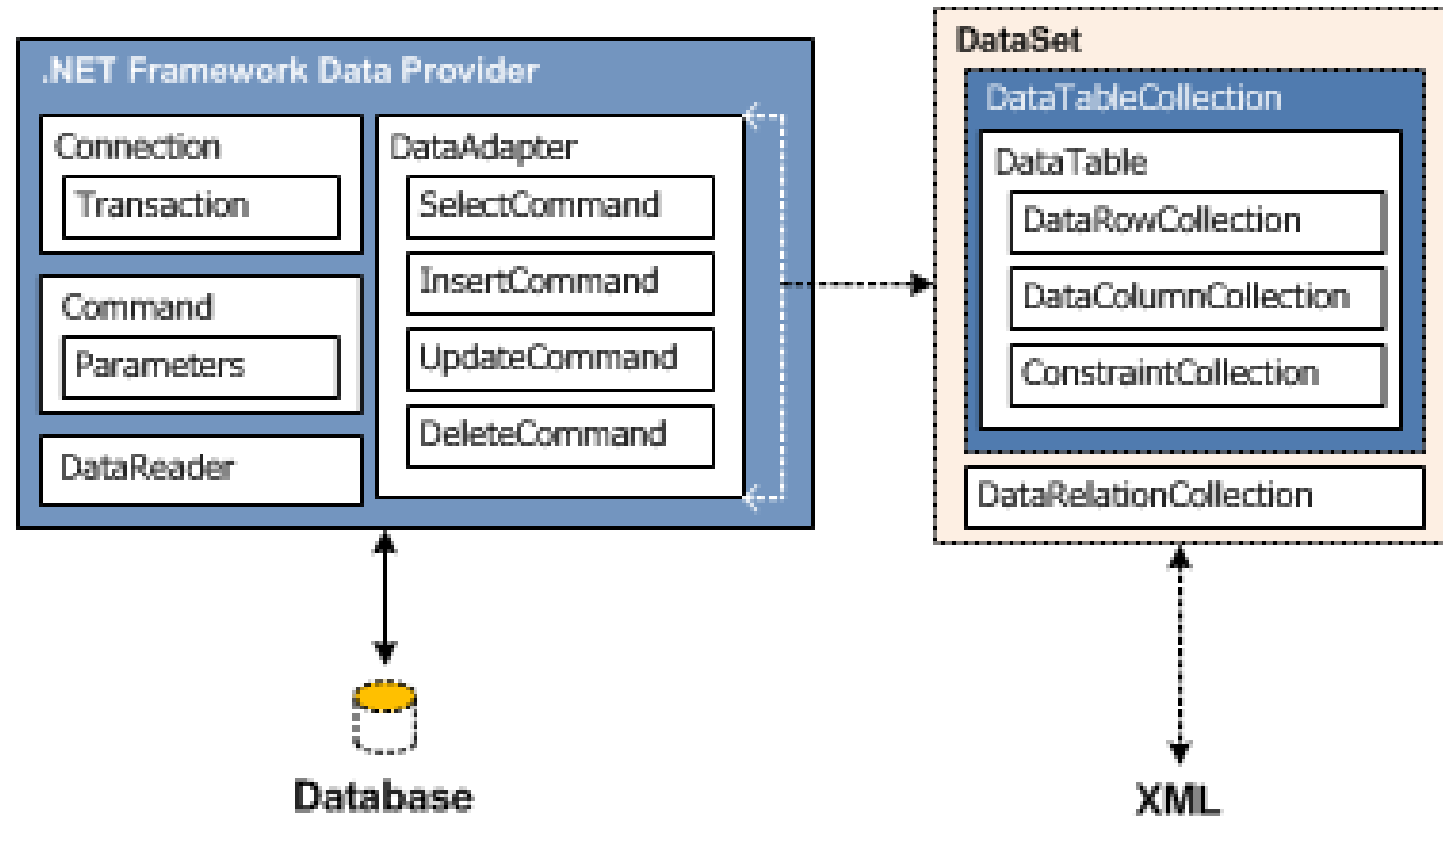 .NET Framework Data Provider
Connection
Transaction
Command
Parameters
DataReader
DataAdapter
SelectCommand
InsertCommand
UpdateCommand
DeleteCommand
DataSet
DataTableCollection
DataTable
DataRowCollection
DataColumnCollection
ConstraintCollection
DataRelationCollection
Database
XML